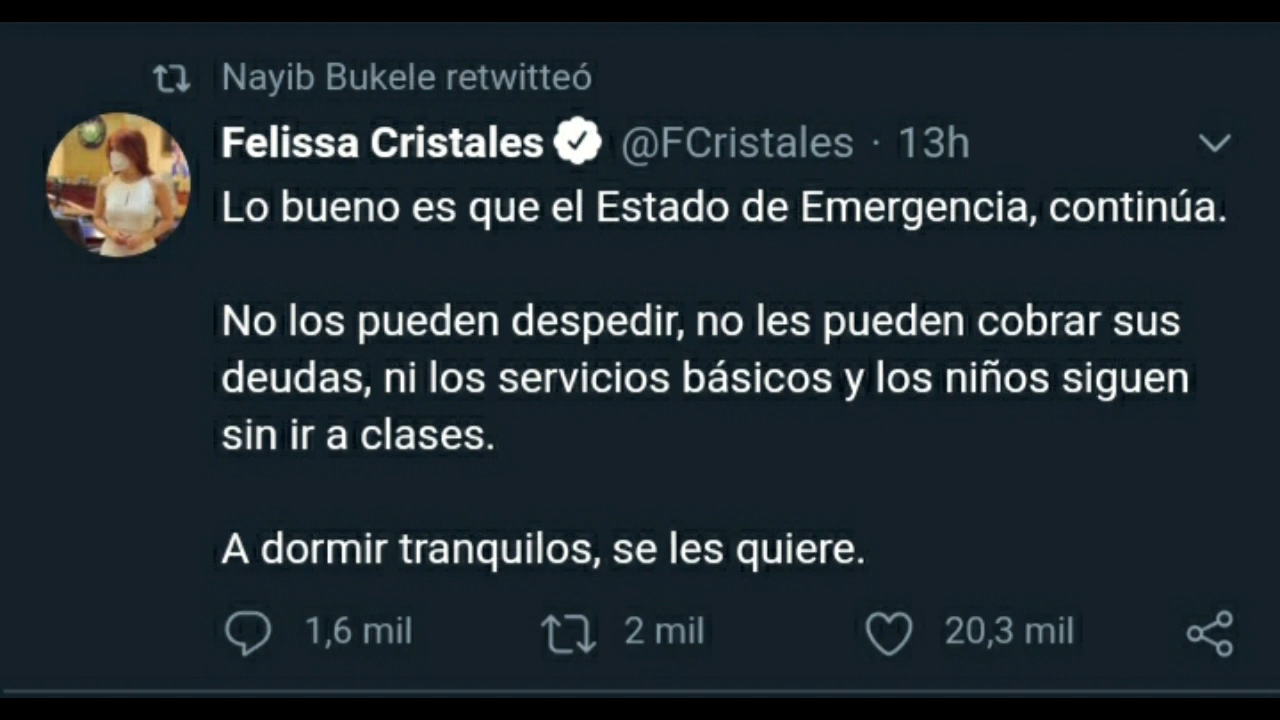 Nayib Bukele retwitteó
Felissa Cristales @FCristales · 13h
Lo bueno es que el Estado de Emergencia, continúa.
No los pueden despedir, no les pueden cobrar sus
deudas, ni los servicios básicos y los niños siguen
sin ir a clases.
A dormir tranquilos, se les quiere.
1,6 mil 2 mil 20,3 mil